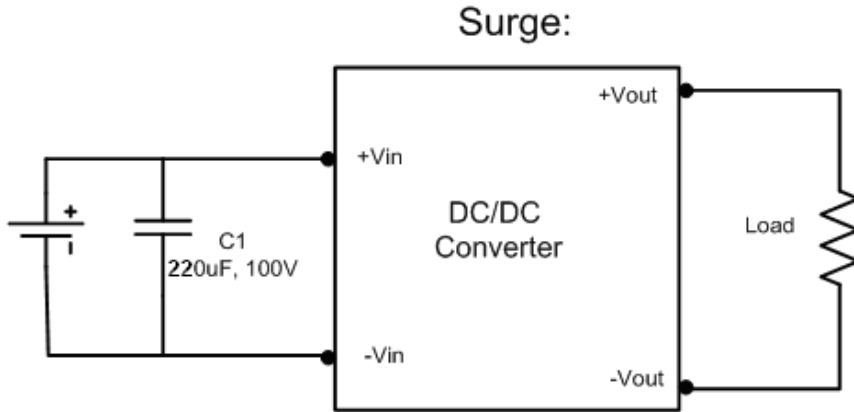 Surge:
+Vout
+Vin
+
DC/DC
Converter
Load
C1
220uF, 100V
-Vin
-Vout